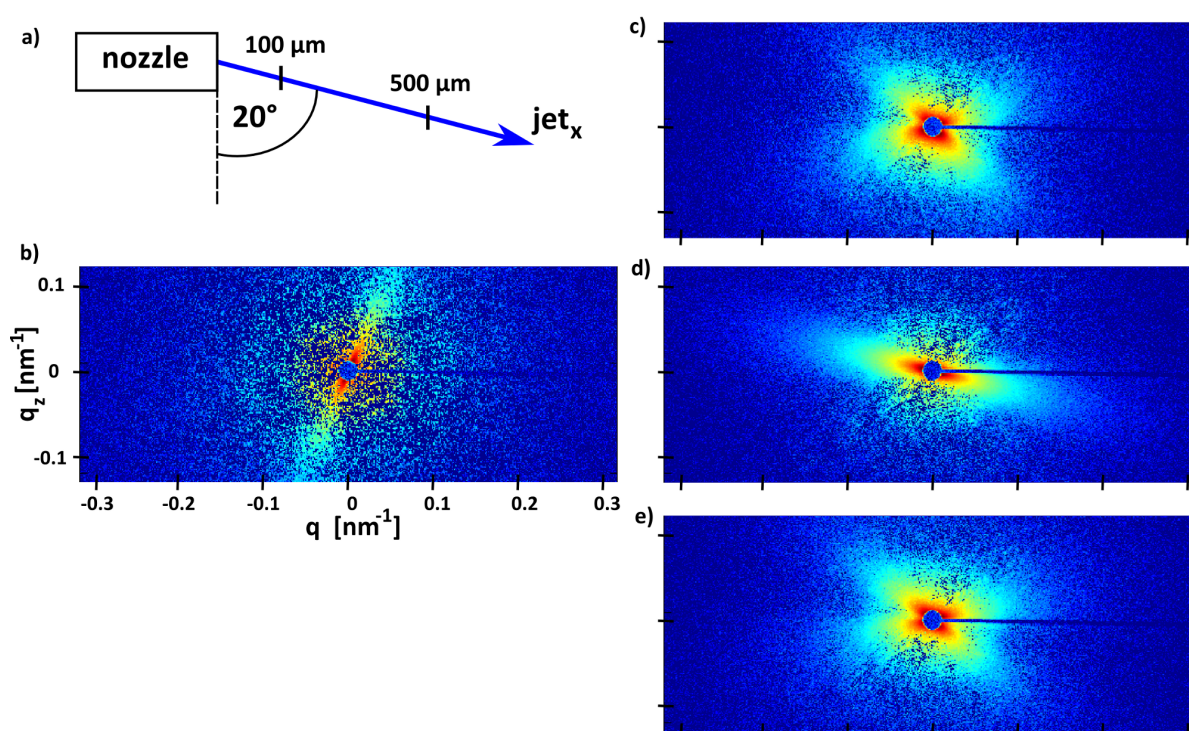 a)
nozzle
100 µm
500 µm
20°
jetx
b)
qz [nm-1]
0.1
0
-0.1
-0.3 -0.2 -0.1 0 0.1 0.2 0.3
q [nm-1]
c)
d)
e)